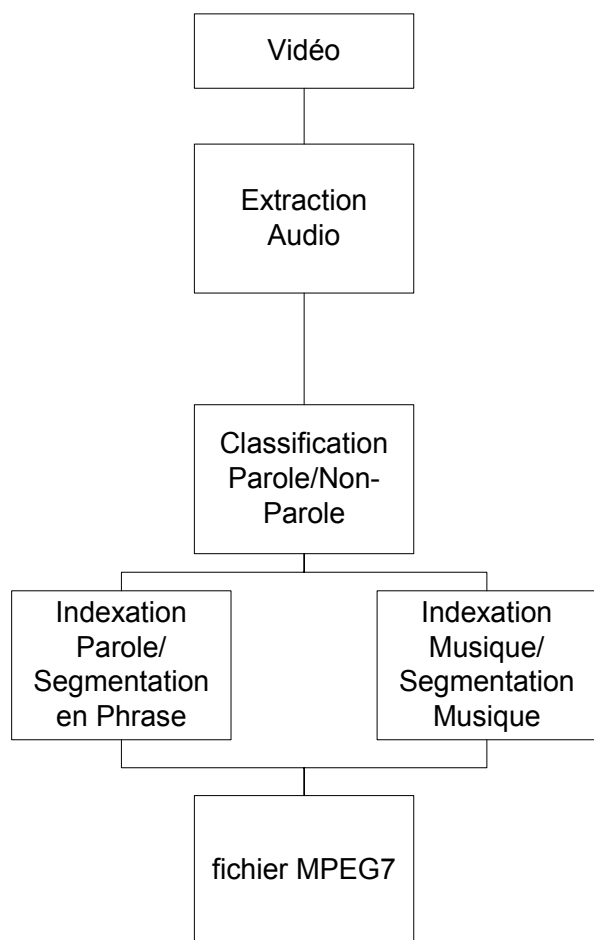 Vidéo
Extraction
Audio
Classification
Parole/Non-
Parole
Indexation
Parole/
Segmentation
en Phrase
Indexation
Musique/
Segmentation
Musique
fichier MPEG7